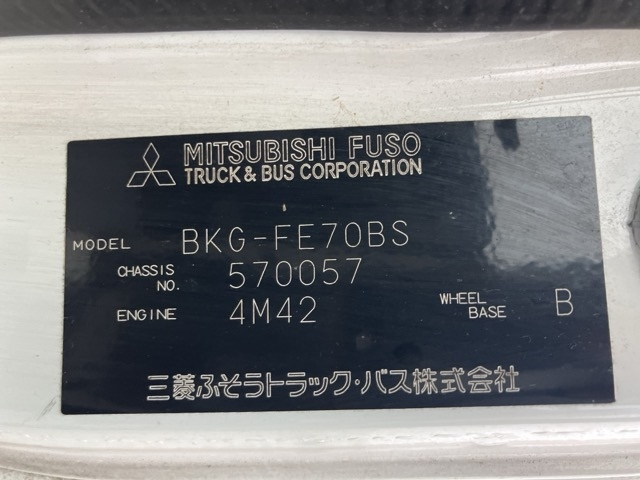 MITSUBISHI FUSO
TRUCK & BUS CORPORATION
MODEL BKG-FE70BS
CHASSIS NO. 570057
ENGINE 4M42 WHEEL BASE B
三菱ふそうトラック・バス株式会社